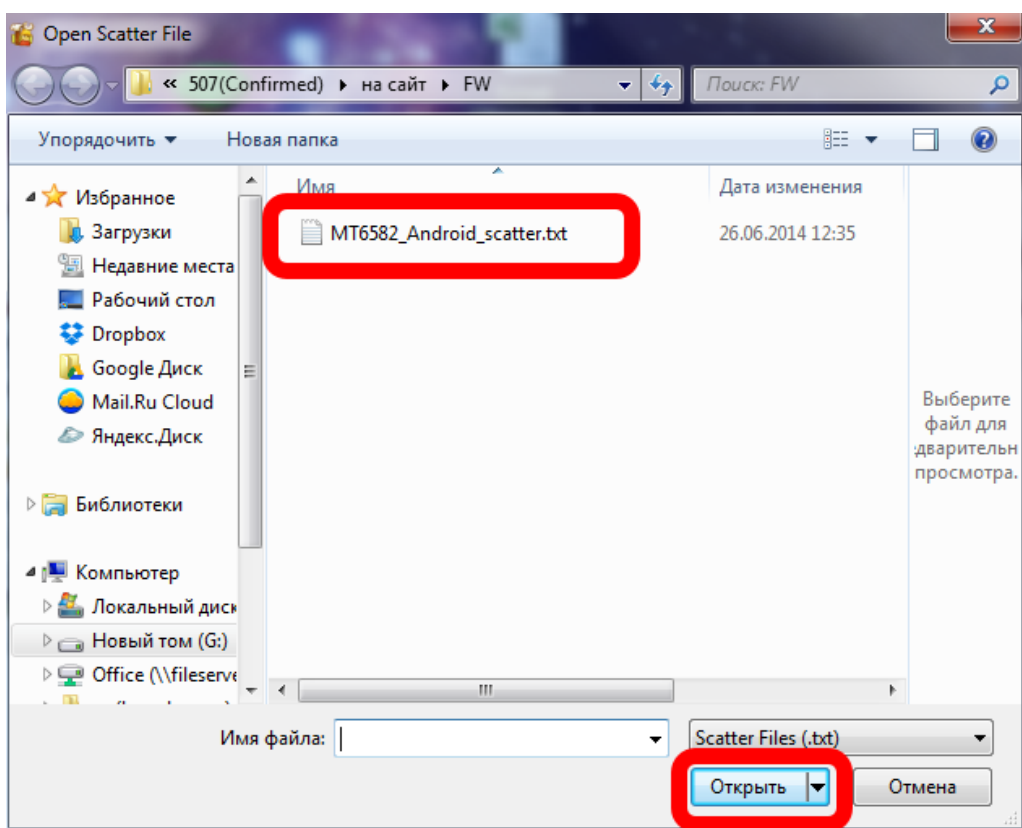 Open Scatter File
« 507(Confirmed) ▸ на сайт ▸ FW
Поиск: FW
Упорядочить
Новая папка
Имя
Дата изменения
Избранное
Загрузки
Недавние места
Рабочий стол
Dropbox
Google Диск
Mail.Ru Cloud
Яндекс.Диск
Библиотеки
Компьютер
Локальный диск
Новый том (G:)
Office (\\fileserve
MT6582_Android_scatter.txt
26.06.2014 12:35
Выберите
файл для
дварительн
просмотра.
Имя файла:
Scatter Files (.txt)
Открыть
Отмена